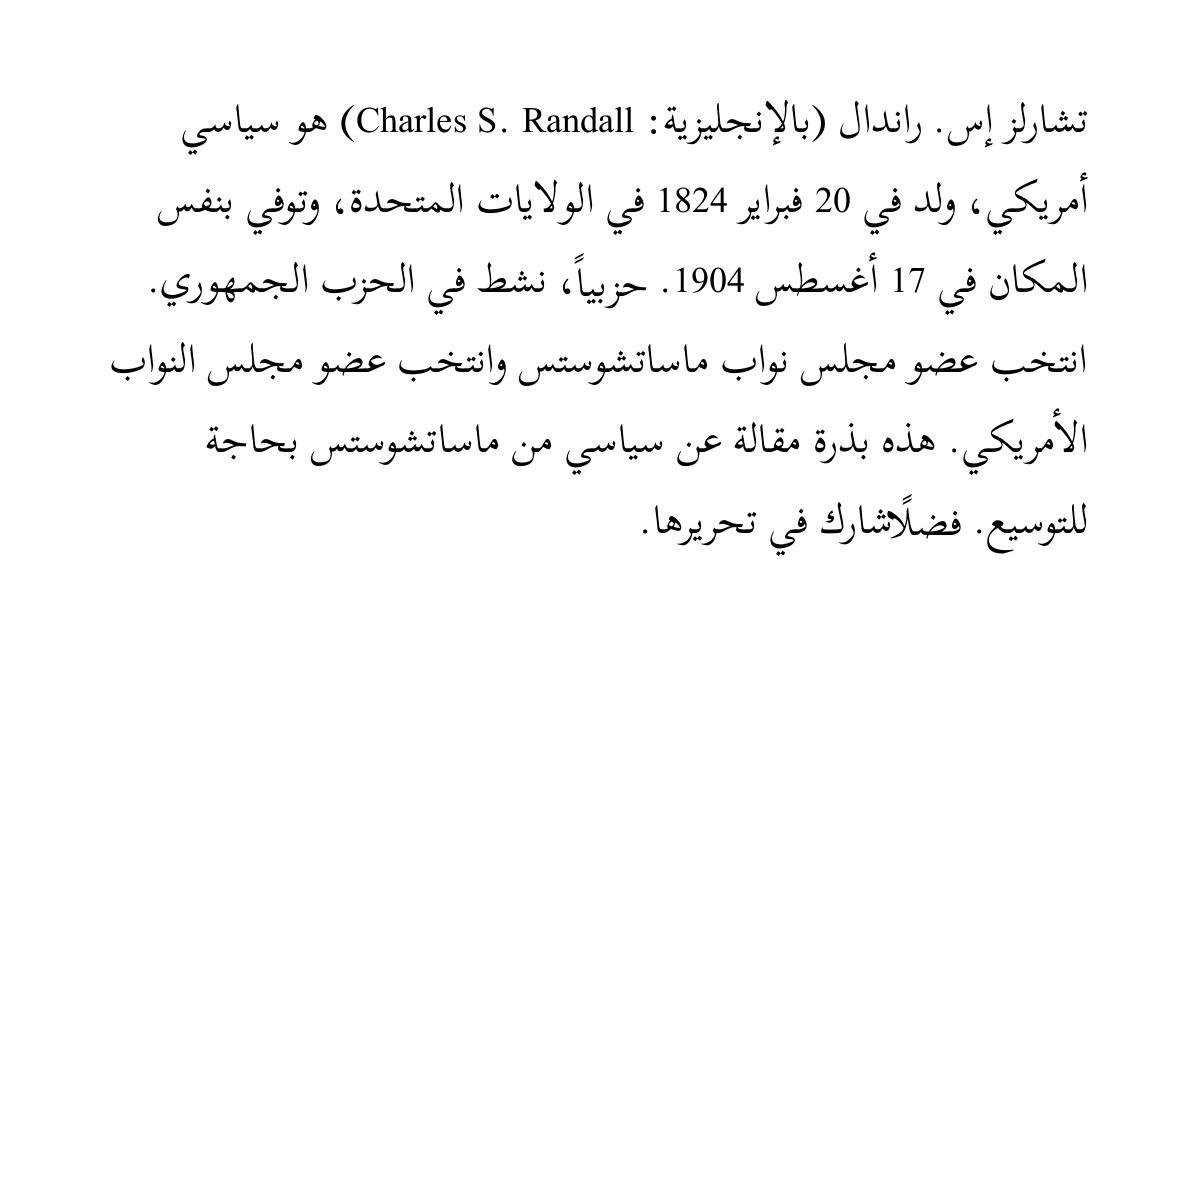 تشارلز إس. راندال (بالإنجليزية: Charles S. Randall) هو سياسي
أمريكي، ولد في 20 فبراير 1824 في الولايات المتحدة، وتوفي بنفس
المكان في 17 أغسطس 1904. حزبياً، نشط في الحزب الجمهوري.
انتخب عضو مجلس نواب ماساتشوستس وانتخب عضو مجلس النواب
الأمريكي. هذه بذرة مقالة عن سياسي من ماساتشوستس بحاجة
للتوسيع. فضلًاشارك في تحريرها.